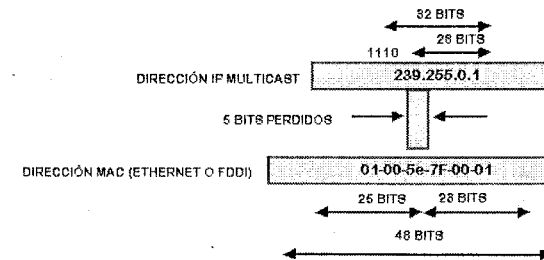 32 BITS
28 BITS
1110
DIRECCIÓN IP MULTICAST
239.255.0.1
5 BITS PERDIDOS
DIRECCIÓN MAC (ETHERNET O FDDI)
01-00-5e-7F-00-01
25 BITS
23 BITS
48 BITS